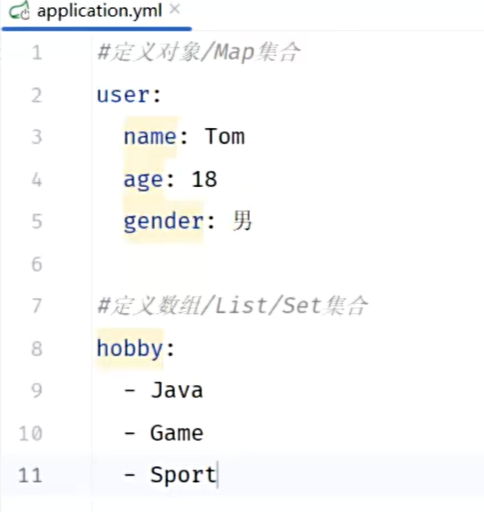 application.yml
1 #定义对象/Map集合
2 user:
3   name: Tom
4   age: 18
5   gender: 男
6
7 #定义数组/List/Set集合
8 hobby:
9   - Java
10   - Game
11   - Sport